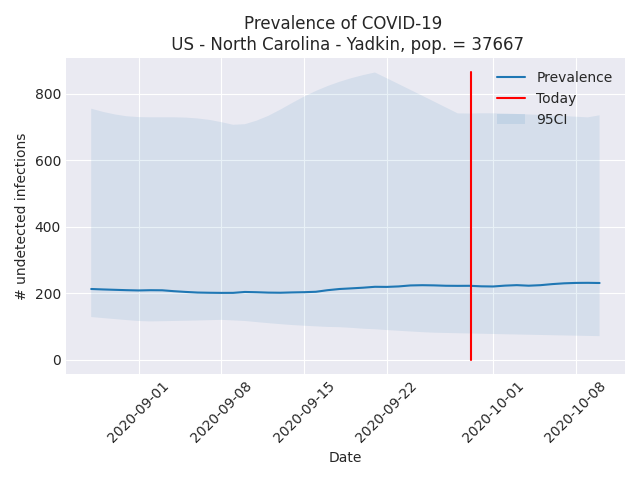 Prevalence of COVID-19
US - North Carolina - Yadkin, pop. = 37667
Prevalence
Today
95CI
800
600
400
200
0
# undetected infections
2020-09-01
2020-09-08
2020-09-15
2020-09-22
2020-10-01
2020-10-08
Date